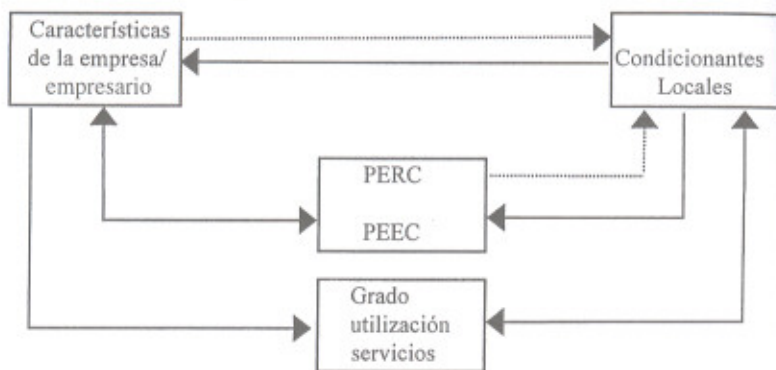 Características
de la empresa/
empresario
Condicionantes
Locales
PERC
PEEC
Grado
utilización
servicios